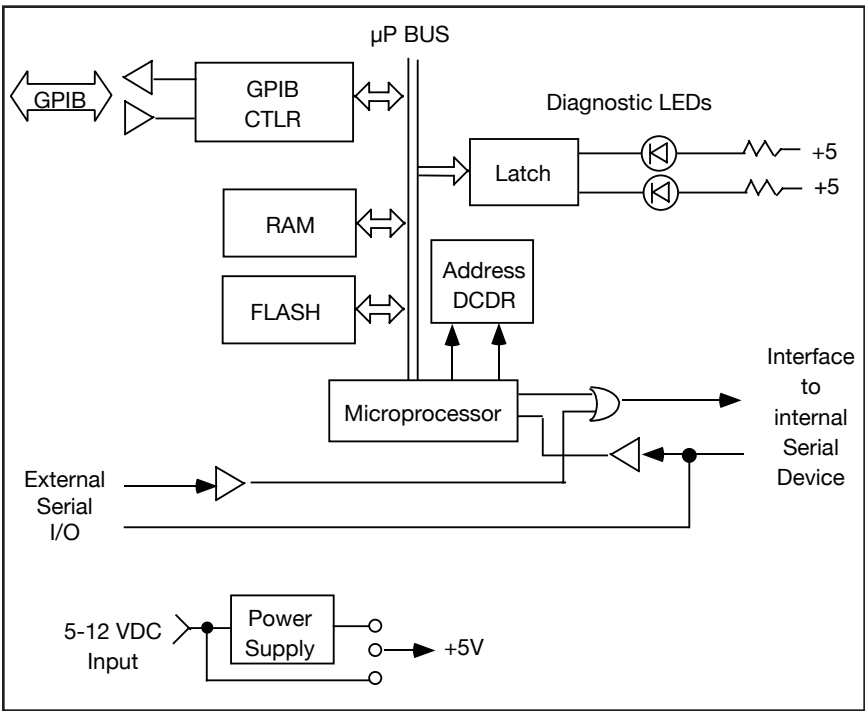 µP BUS
GPIB
GPIB
CTLR
Diagnostic LEDs
Latch
+5
+5
RAM
Address
DCDR
FLASH
Microprocessor
Interface
to
internal
Serial
Device
External
Serial
I/O
5-12 VDC
Input
Power
Supply
+5V